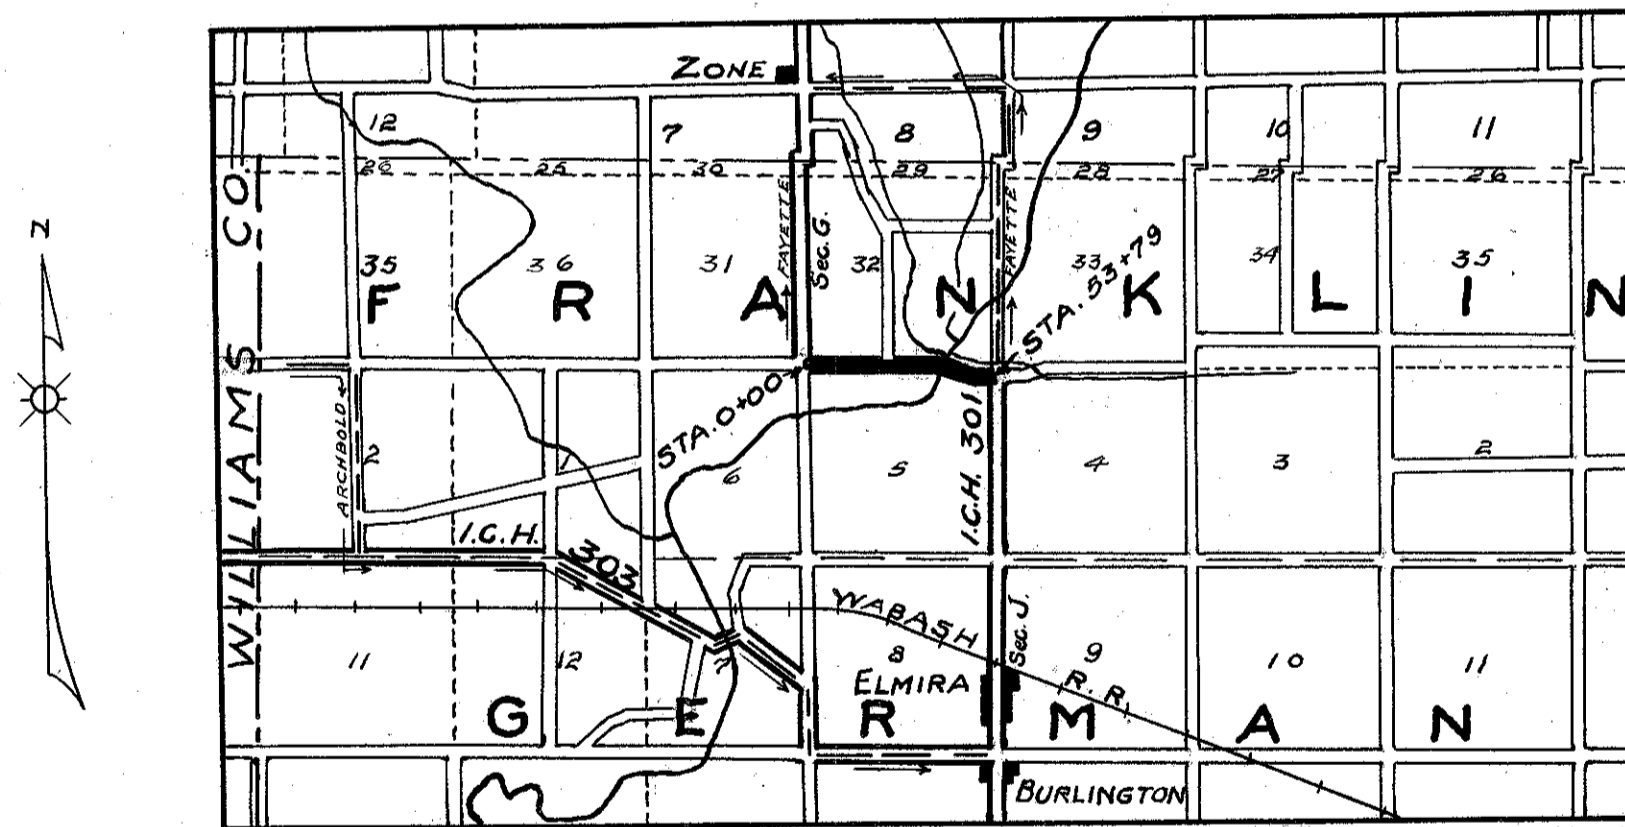 ZONE
12 7 8 9 10 11
26 25 30 29 28 27 26
WILLIAMS CO.
N
FAYETTE
Sec. G.
FAYETTE
35 36 31 32 33 34 35
FRANKLIN
STA. 53+79
STA. 0+00
ARCHBOLD
I.C.H. 301
2 1 6 5 4 3 2
I.C.H. 303
WABASH R. R.
Sec. J.
11 12 7 8 9 10 11
ELMIRA
GERMAN
BURLINGTON